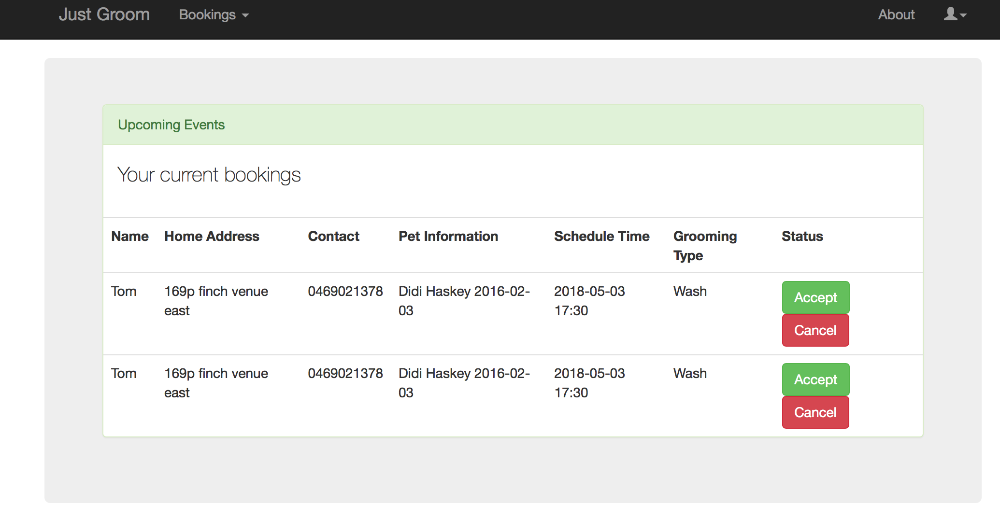 Just Groom Bookings About
Upcoming Events
Your current bookings
Name Home Address Contact Pet Information Schedule Time Grooming Type Status
Tom 169p finch venue east 0469021378 Didi Haskey 2016-02-03 2018-05-03 17:30 Wash Accept
Cancel
Tom 169p finch venue east 0469021378 Didi Haskey 2016-02-03 2018-05-03 17:30 Wash Accept
Cancel